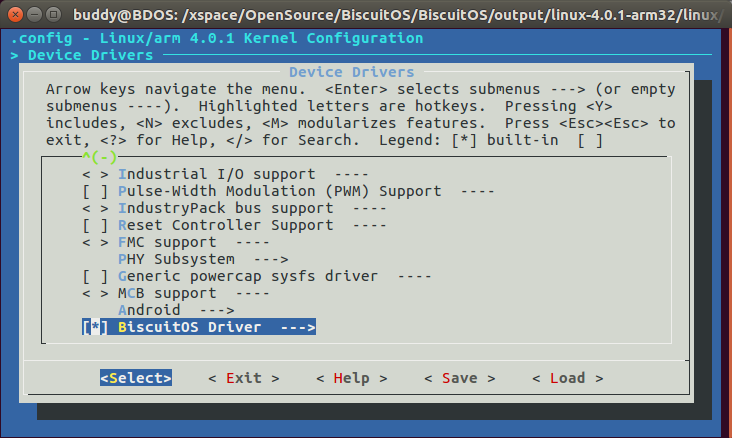 buddy@BDOS: /xspace/OpenSource/BiscuitOS/BiscuitOS/output/linux-4.0.1-arm32/linux/
.config - Linux/arm 4.0.1 Kernel Configuration
> Device Drivers
Device Drivers
Arrow keys navigate the menu.  <Enter> selects submenus ---> (or empty
submenus ----).  Highlighted letters are hotkeys.  Pressing <Y>
includes, <N> excludes, <M> modularizes features.  Press <Esc><Esc> to
exit, <?> for Help, </> for Search.  Legend: [*] built-in  [ ]
^(-)
< > Industrial I/O support  ----
[ ] Pulse-Width Modulation (PWM) Support  ----
< > IndustryPack bus support  ----
[ ] Reset Controller Support  ----
< > FMC support  ----
PHY Subsystem  --->
[ ] Generic powercap sysfs driver  ----
< > MCB support  ----
Android  --->
[*] BiscuitOS Driver  --->
<Select>    < Exit >    < Help >    < Save >    < Load >